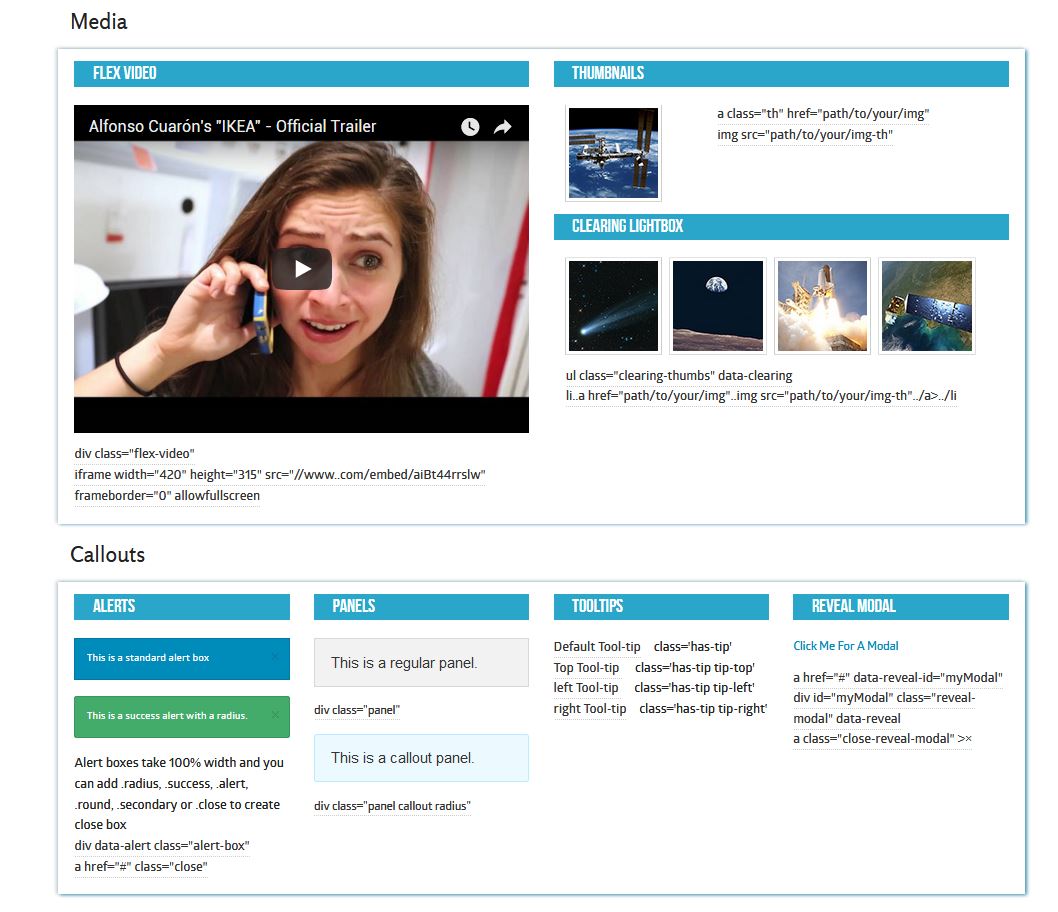 Media
FLEX VIDEO
Alfonso Cuarón's "IKEA" - Official Trailer
div class="flex-video"
iframe width="420" height="315" src="//www..com/embed/aiBt44rrslw"
frameborder="0" allowfullscreen
THUMBNAILS
a class="th" href="path/to/your/img"
img src="path/to/your/img-th"
CLEARING LIGHTBOX
ul class="clearing-thumbs" data-clearing
li..a href="path/to/your/img"..img src="path/to/your/img-th"../a>../li
Callouts
ALERTS
This is a standard alert box ×
This is a success alert with a radius. ×
Alert boxes take 100% width and you
can add .radius, .success, .alert,
.round, .secondary or .close to create
close box
div data-alert class="alert-box"
a href="#" class="close"
PANELS
This is a regular panel.
div class="panel"
This is a callout panel.
div class="panel callout radius"
TOOLTIPS
Default Tool-tip class='has-tip'
Top Tool-tip class='has-tip tip-top'
left Tool-tip class='has-tip tip-left'
right Tool-tip class='has-tip tip-right'
REVEAL MODAL
Click Me For A Modal
a href="#" data-reveal-id="myModal"
div id="myModal" class="reveal-
modal" data-reveal
a class="close-reveal-modal" >×